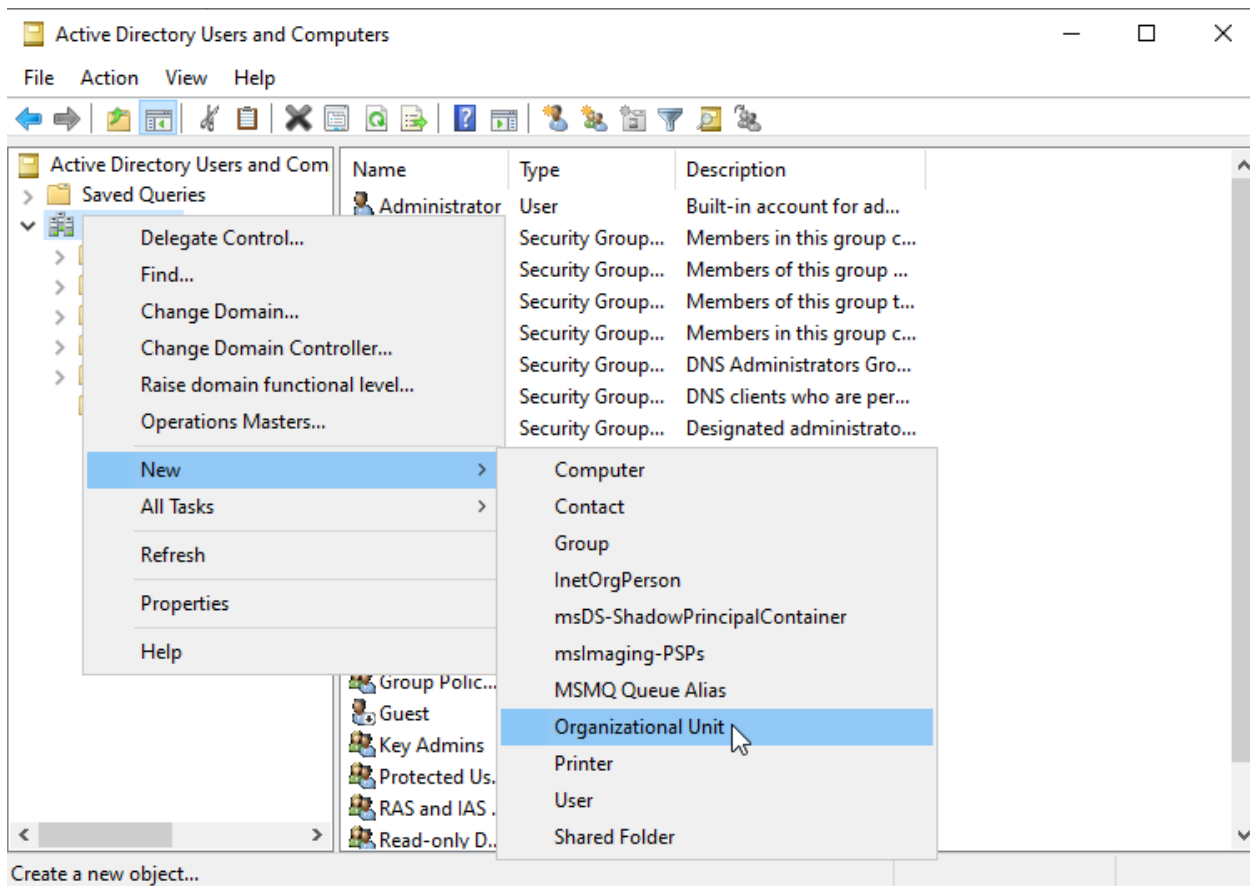 Active Directory Users and Computers
File Action View Help
Active Directory Users and Com
Saved Queries
Name Type Description
Administrator User Built-in account for ad...
Security Group... Members in this group c...
Security Group... Members of this group ...
Security Group... Members of this group t...
Security Group... Members in this group c...
Security Group... DNS Administrators Gro...
Security Group... DNS clients who are per...
Security Group... Designated administrato...
Delegate Control...
Find...
Change Domain...
Change Domain Controller...
Raise domain functional level...
Operations Masters...
New
All Tasks
Refresh
Properties
Help
Computer
Contact
Group
InetOrgPerson
msDS-ShadowPrincipalContainer
msImaging-PSPs
MSMQ Queue Alias
Organizational Unit
Printer
User
Shared Folder
Group Polic...
Guest
Key Admins
Protected Us.
RAS and IAS .
Read-only D..
Create a new object...